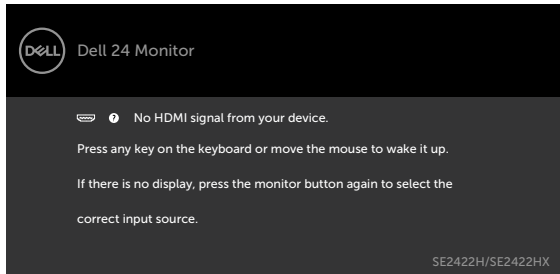 DELL Dell 24 Monitor
? No HDMI signal from your device.
Press any key on the keyboard or move the mouse to wake it up.
If there is no display, press the monitor button again to select the
correct input source.
SE2422H/SE2422HX